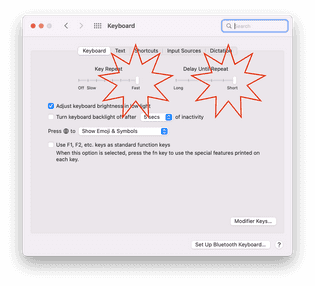 Keyboard
Search
Keyboard Text Shortcuts Input Sources Dictation
Key Repeat Delay Until Repeat
Off Slow Fast Long Short
Adjust keyboard brightness in low light
Turn keyboard backlight off after 5 secs of inactivity
Press to Show Emoji & Symbols
Use F1, F2, etc. keys as standard function keys
When this option is selected, press the fn key to use the special features printed on
each key.
Modifier Keys...
Set Up Bluetooth Keyboard... ?